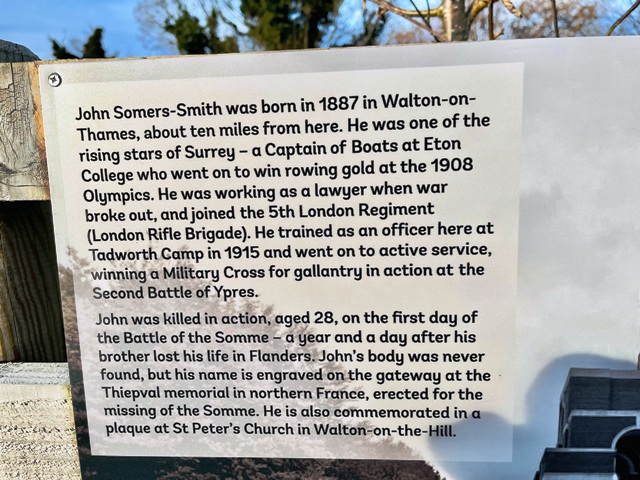 John Somers-Smith was born in 1887 in Walton-on-
Thames, about ten miles from here. He was one of the
rising stars of Surrey – a Captain of Boats at Eton
College who went on to win rowing gold at the 1908
Olympics. He was working as a lawyer when war
broke out, and joined the 5th London Regiment
(London Rifle Brigade). He trained as an officer here at
Tadworth Camp in 1915 and went on to active service,
winning a Military Cross for gallantry in action at the
Second Battle of Ypres.
John was killed in action, aged 28, on the first day of
the Battle of the Somme – a year and a day after his
brother lost his life in Flanders. John's body was never
found, but his name is engraved on the gateway at the
Thiepval memorial in northern France, erected for the
missing of the Somme. He is also commemorated in a
plaque at St Peter's Church in Walton-on-the-Hill.